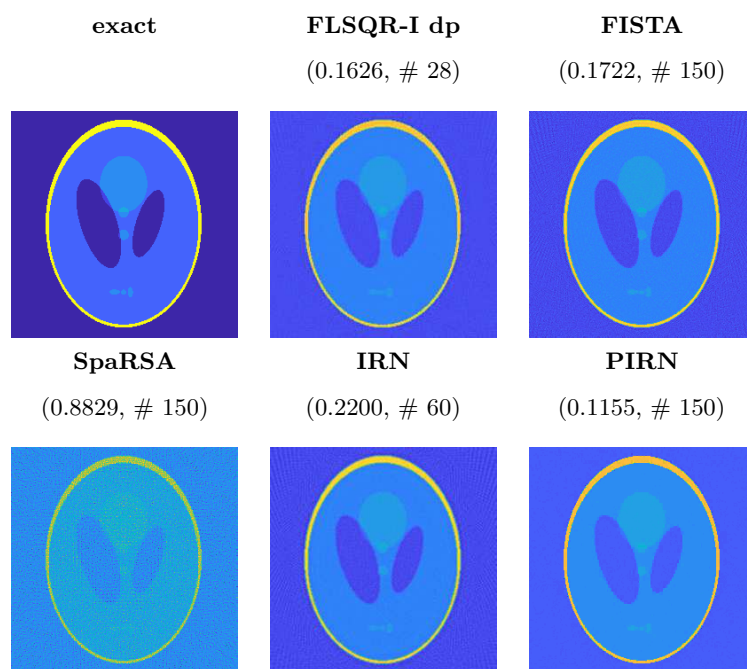 exact FLSQR-I dp FISTA
(0.1626, # 28) (0.1722, # 150)
SpaRSA IRN PIRN
(0.8829, # 150) (0.2200, # 60) (0.1155, # 150)